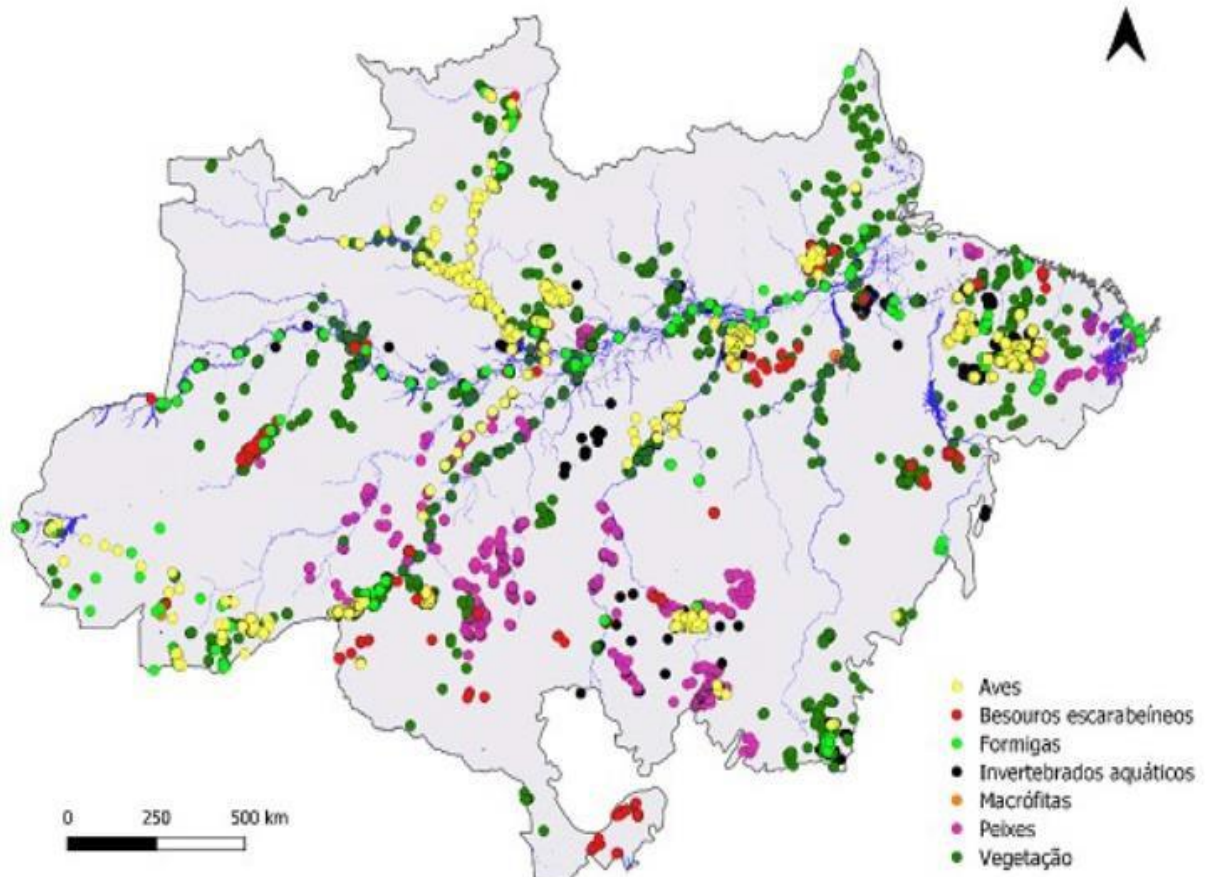 Aves
Besouros escarabeíneos
Formigas
Invertebrados aquáticos
Macrófitas
Peixes
Vegetação
0 250 500 km